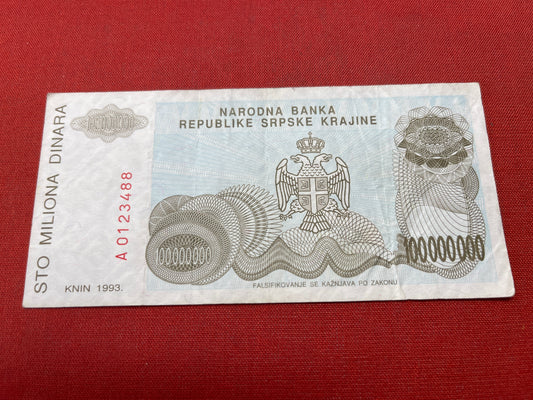 NARODNA BANKA
REPUBLIKE SRPSKE KRAJINE
STO MILIONA DINARA
A 0123488
KNIN 1993.
100000000
100000000
FALSIFIKOVANJE SE KAŽNJAVA PO ZAKONU